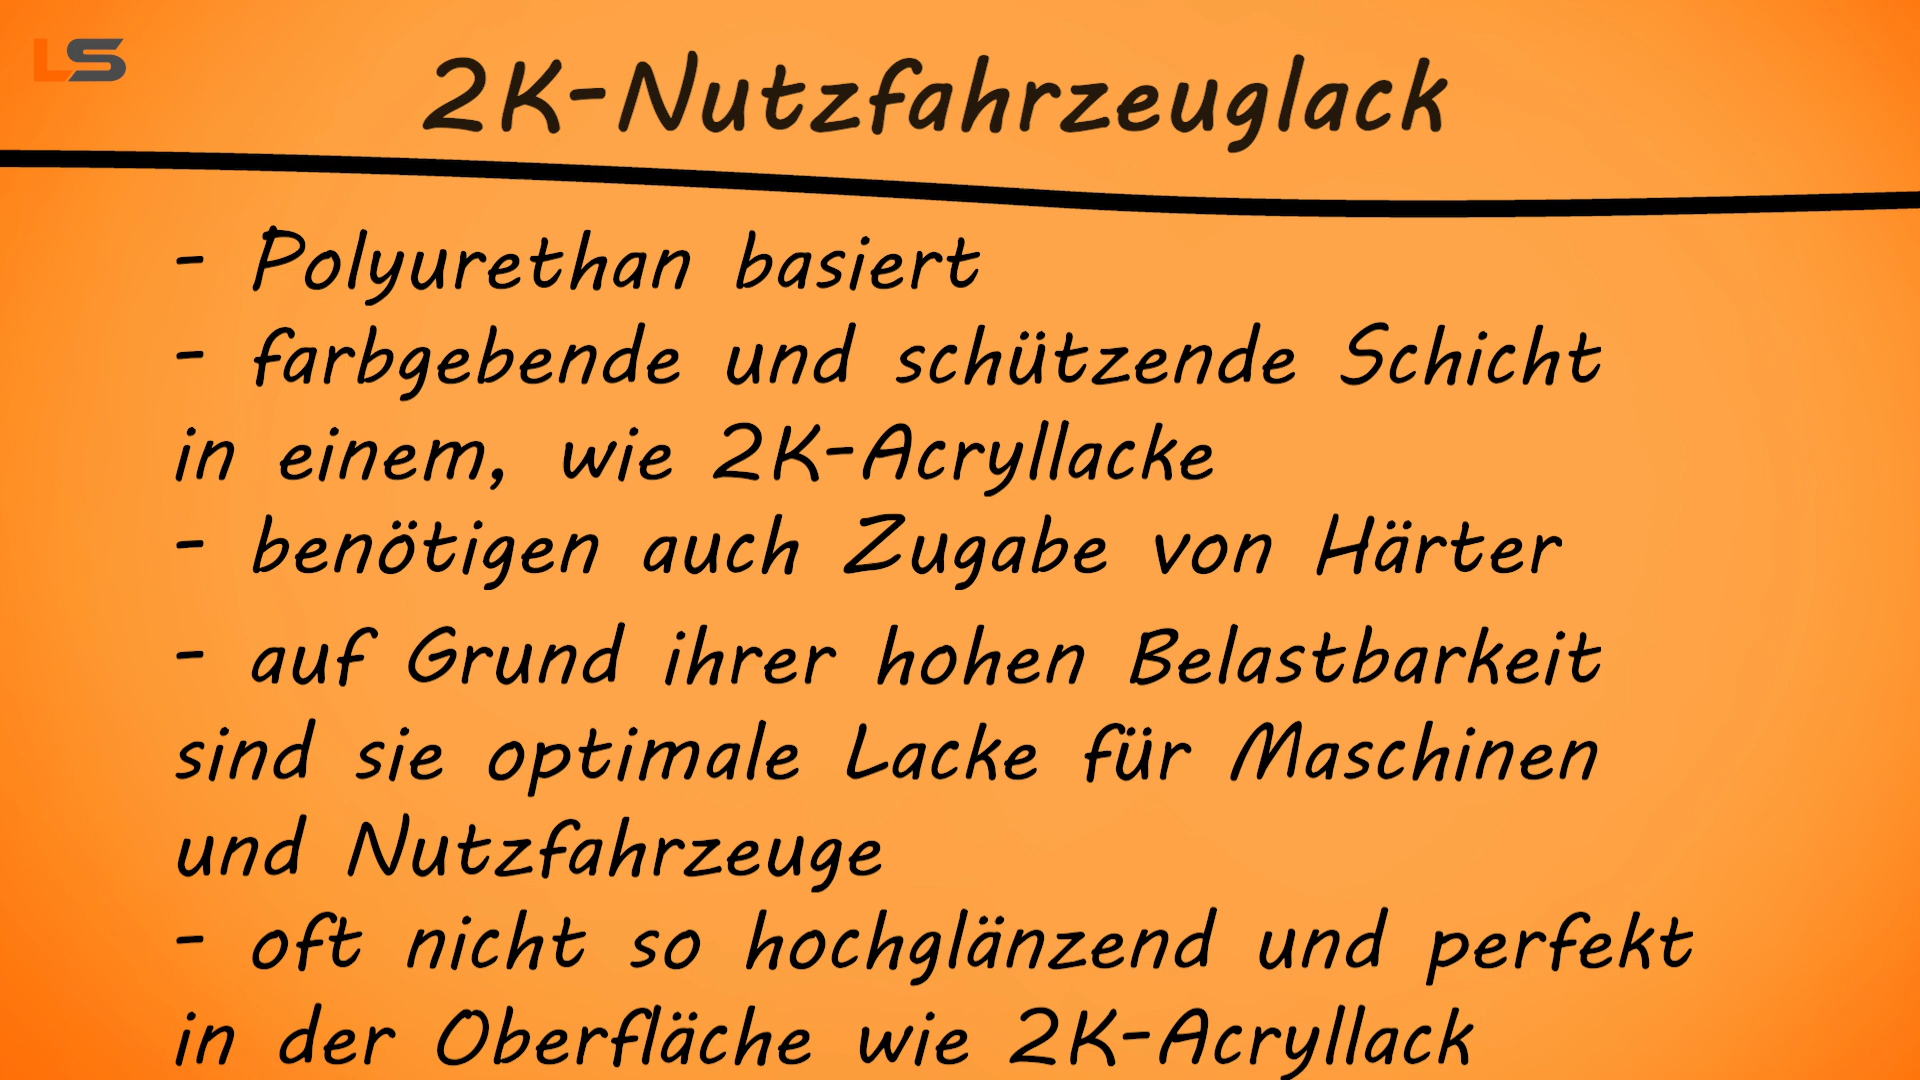 LS
2K-Nutzfahrzeuglack
- Polyurethan basiert
- farbgebende und schützende Schicht
in einem, wie 2K-Acryllacke
- benötigen auch Zugabe von Härter
- auf Grund ihrer hohen Belastbarkeit
sind sie optimale Lacke für Maschinen
und Nutzfahrzeuge
- oft nicht so hochglänzend und perfekt
in der Oberfläche wie 2K-Acryllack